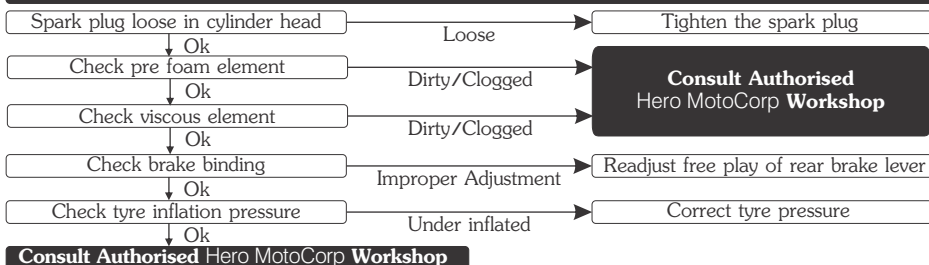 Spark plug loose in cylinder head
Loose
Tighten the spark plug
Ok
Check pre foam element
Dirty/Clogged
Consult Authorised
Hero MotoCorp Workshop
Ok
Check viscous element
Dirty/Clogged
Ok
Check brake binding
Improper Adjustment
Readjust free play of rear brake lever
Ok
Check tyre inflation pressure
Under inflated
Correct tyre pressure
Ok
Consult Authorised Hero MotoCorp Workshop